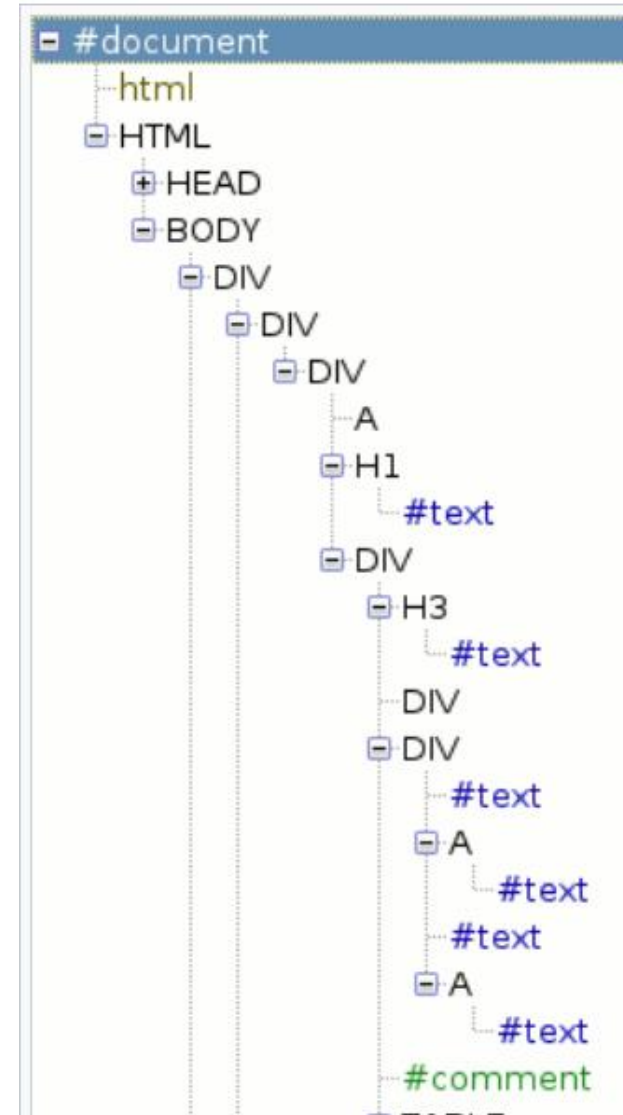 #document
html
HTML
HEAD
BODY
DIV
DIV
DIV
A
H1
#text
DIV
H3
#text
DIV
DIV
#text
A
#text
#text
A
#text
#comment